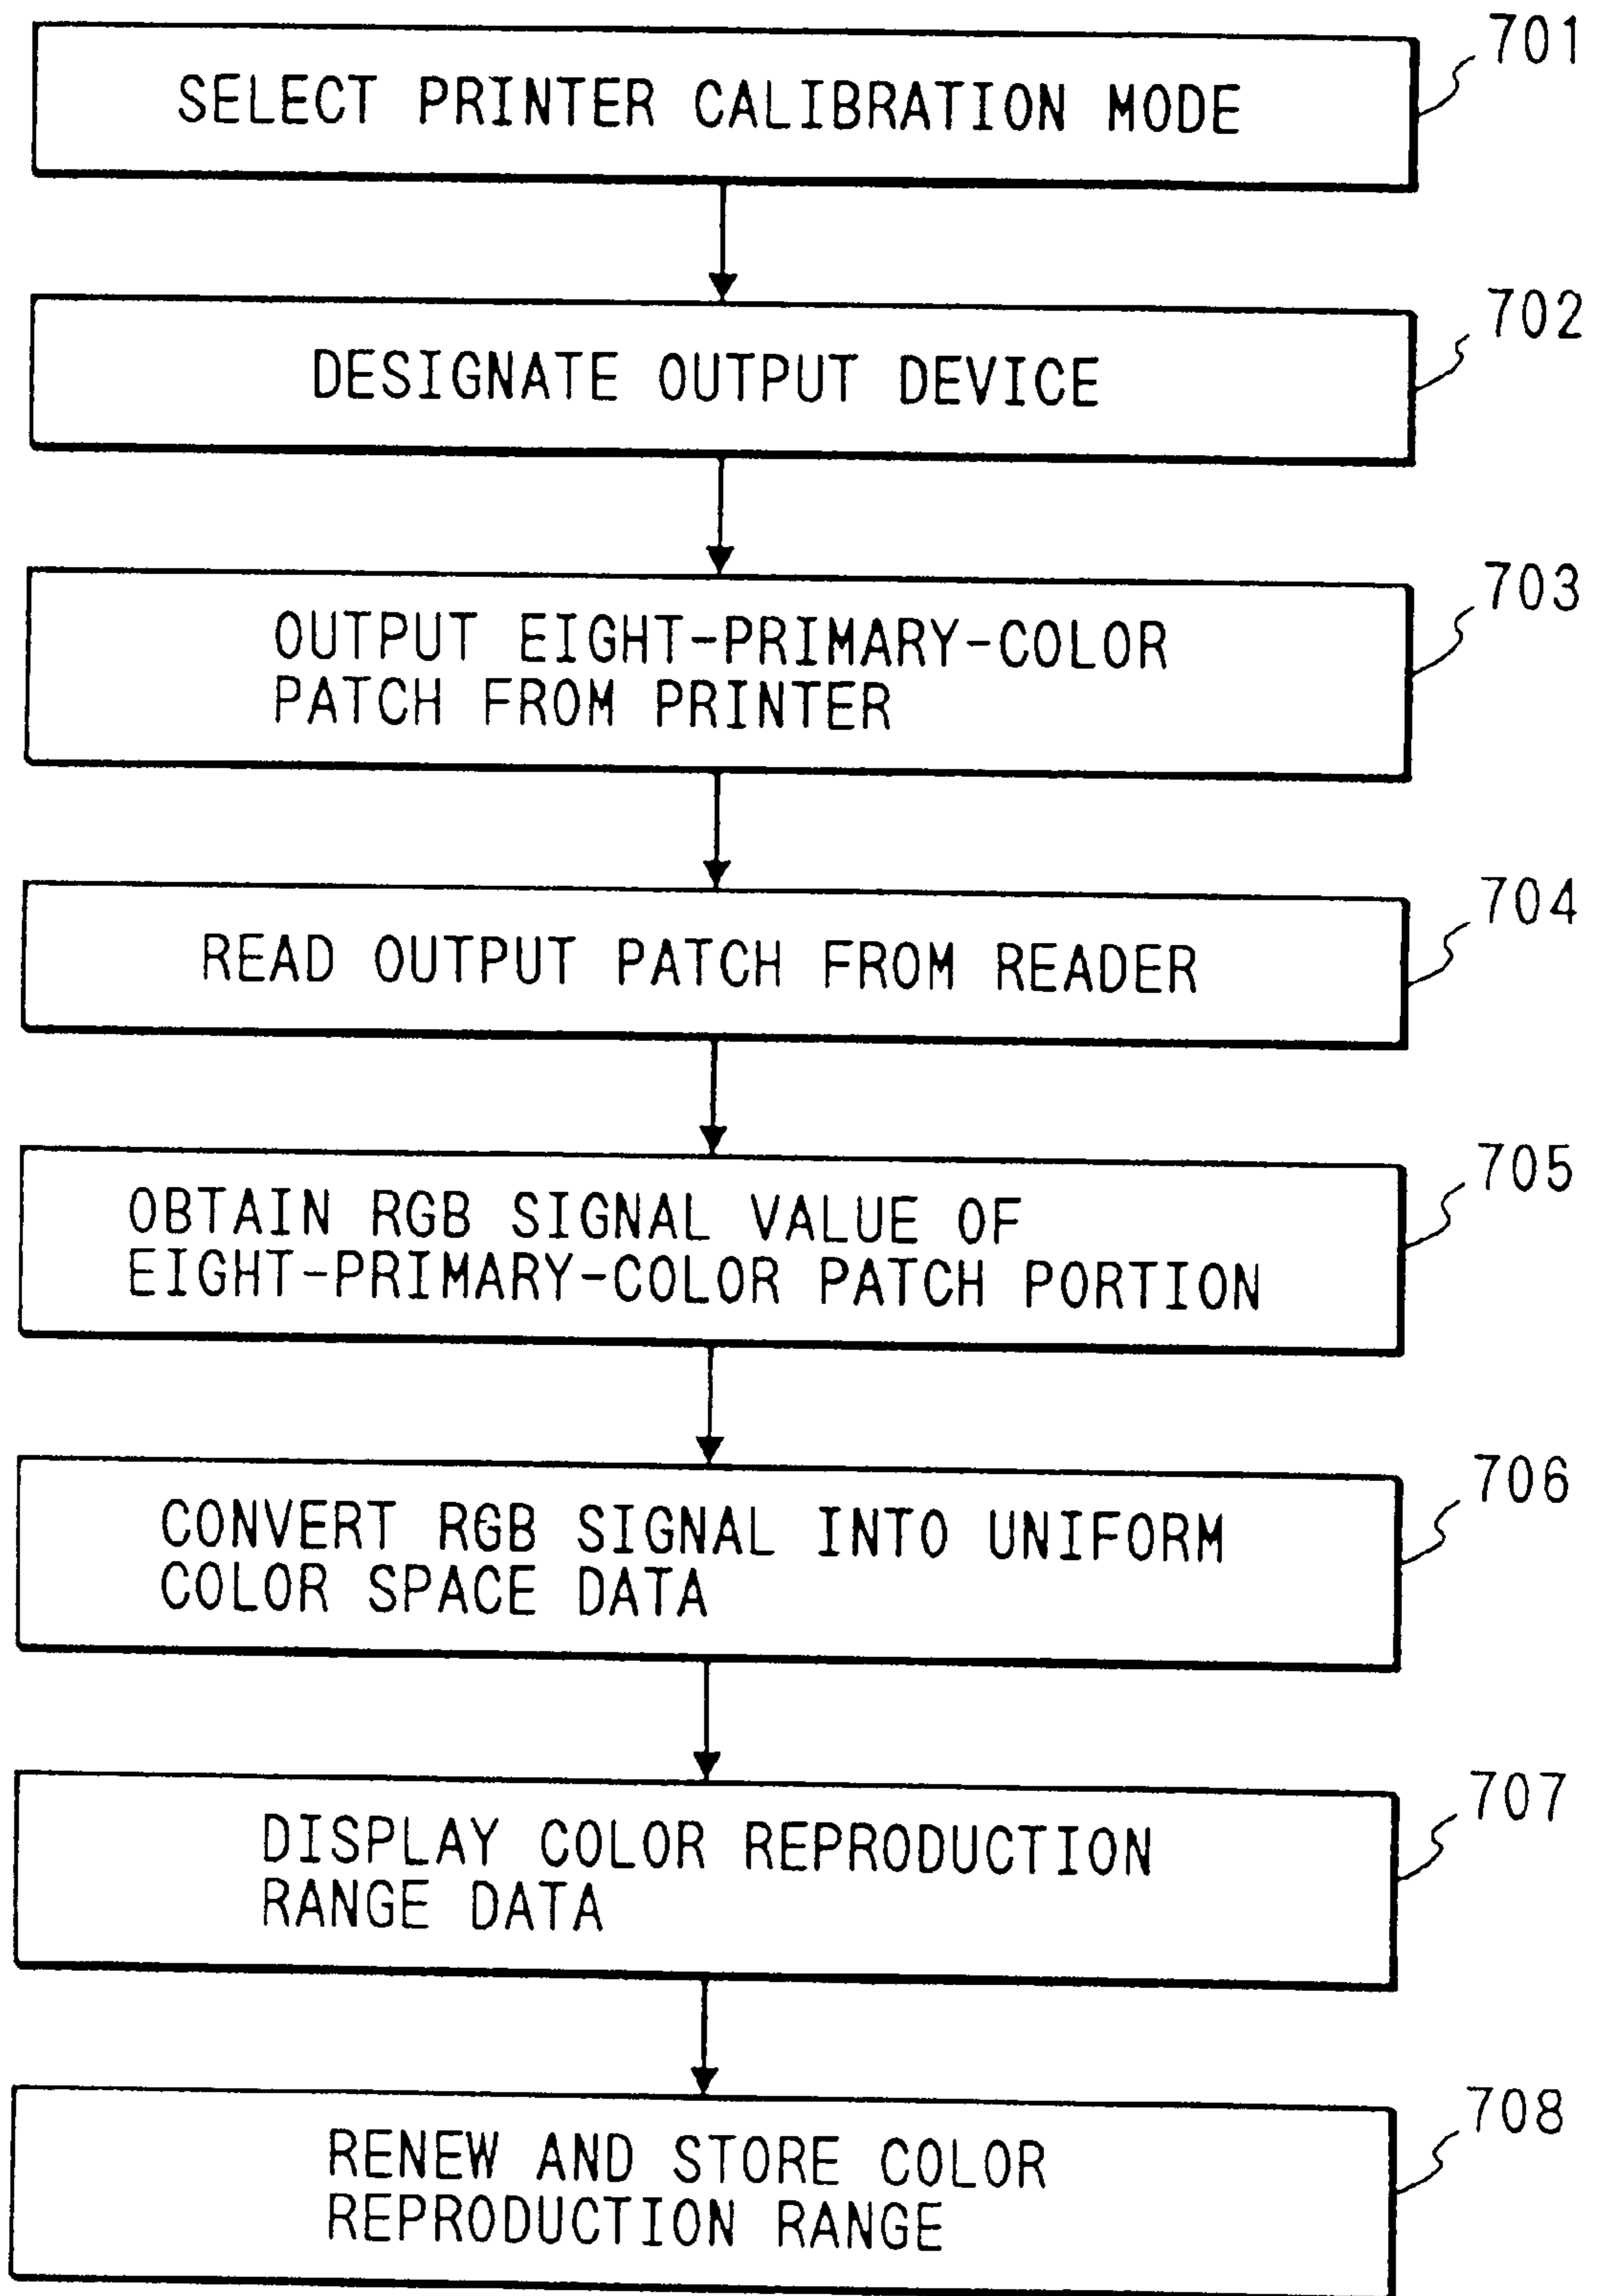 701
SELECT PRINTER CALIBRATION MODE
702
DESIGNATE OUTPUT DEVICE
703
OUTPUT EIGHT-PRIMARY-COLOR
PATCH FROM PRINTER
704
READ OUTPUT PATCH FROM READER
705
OBTAIN RGB SIGNAL VALUE OF
EIGHT-PRIMARY-COLOR PATCH PORTION
706
CONVERT RGB SIGNAL INTO UNIFORM
COLOR SPACE DATA
707
DISPLAY COLOR REPRODUCTION
RANGE DATA
708
RENEW AND STORE COLOR
REPRODUCTION RANGE